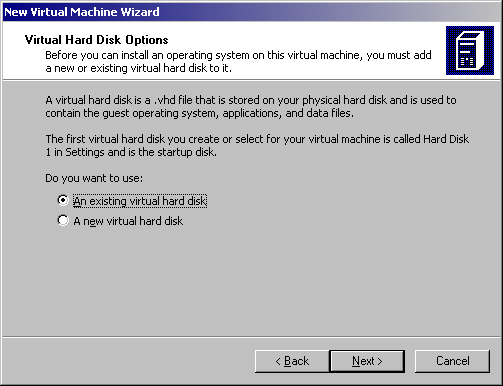 New Virtual Machine Wizard
Virtual Hard Disk Options
Before you can install an operating system on this virtual machine, you must add
a new or existing virtual hard disk to it.
A virtual hard disk is a .vhd file that is stored on your physical hard disk and is used to
contain the guest operating system, applications, and data files.
The first virtual hard disk you create or select for your virtual machine is called Hard Disk
1 in Settings and is the startup disk.
Do you want to use:
An existing virtual hard disk
A new virtual hard disk
< Back
Next >
Cancel